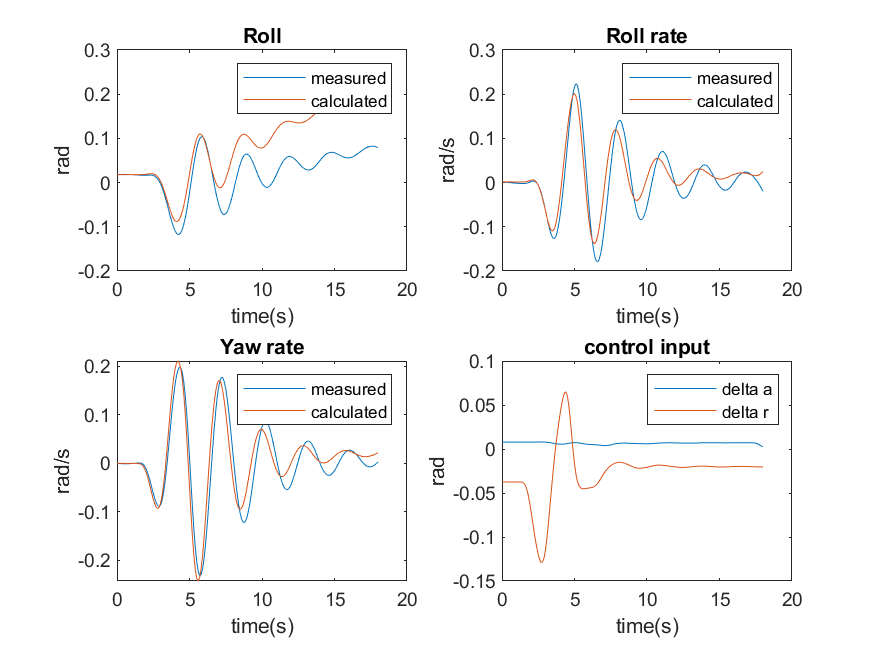 Roll
0.3
0.2
0.1
0
-0.1
-0.2
rad
measured
calculated
0 5 10 15 20
time(s)
Roll rate
0.3
0.2
0.1
0
-0.1
-0.2
rad/s
measured
calculated
0 5 10 15 20
time(s)
Yaw rate
0.2
0.1
0
-0.1
-0.2
rad/s
measured
calculated
0 5 10 15 20
time(s)
control input
0.1
0.05
0
-0.05
-0.1
-0.15
rad
delta a
delta r
0 5 10 15 20
time(s)